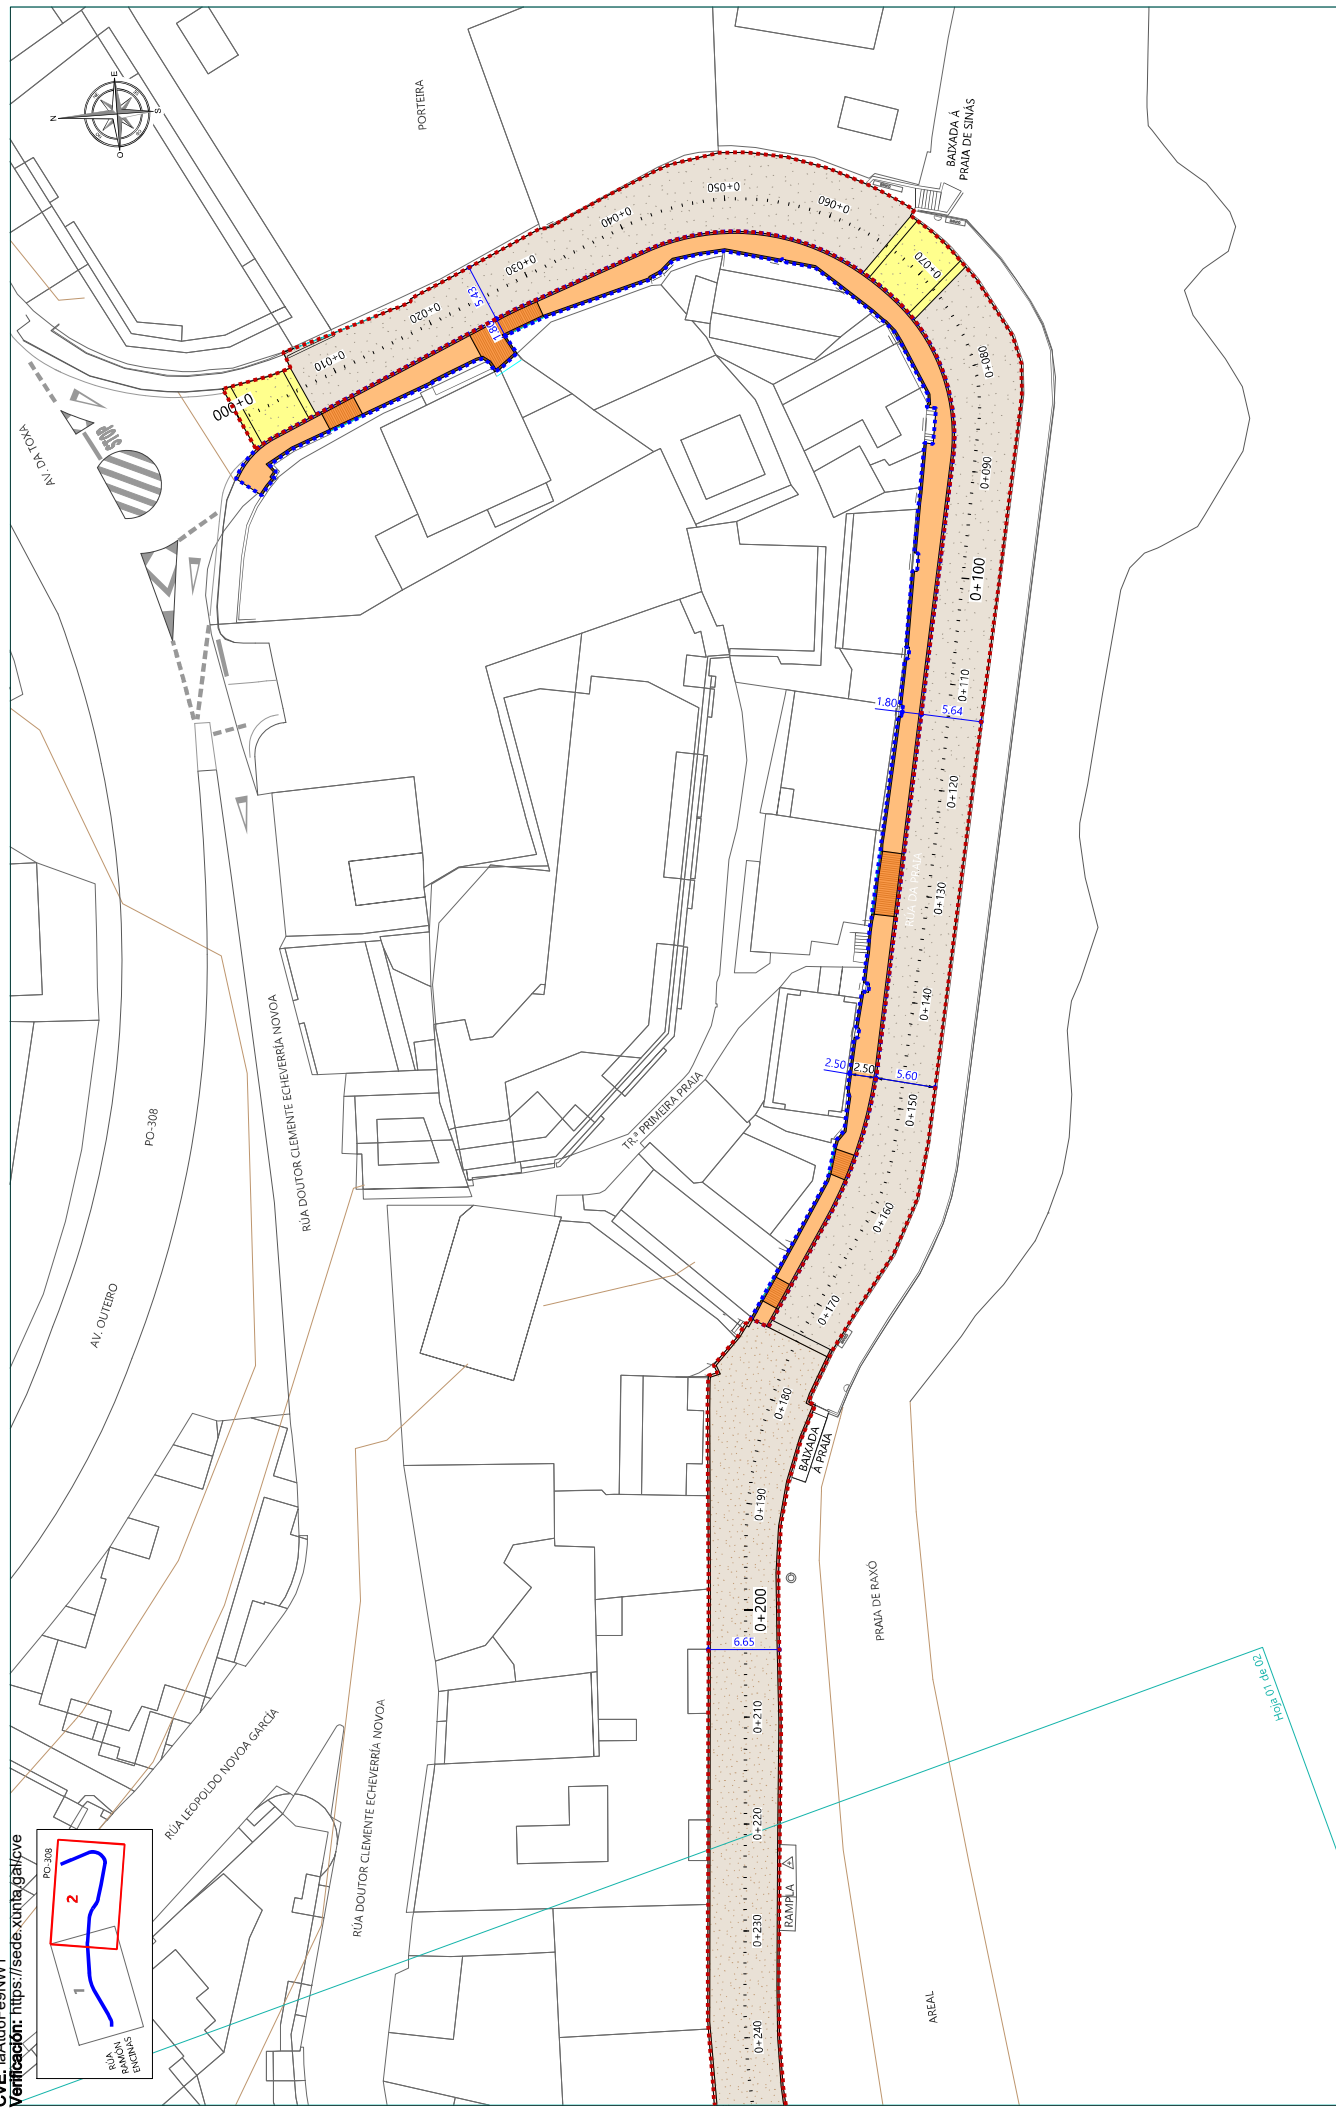 N
E
S
O
PORTEIRA
BAIXADA Á
PRAIA DE SINÁS
AV. DA TOXA
STOP
0+000
0+010
0+020
0+030
0+040
0+050
0+060
0+070
0+080
0+090
0+100
0+110
0+120
0+130
0+140
0+150
0+160
0+170
0+180
0+190
0+200
0+210
0+220
0+230
0+240
5.43
1.80
5.64
RÚA DA PRAIA
2.50
2.50
5.60
6.65
RÚA DOUTOR CLEMENTE ECHEVERRÍA NOVOA
TR.ª PRIMEIRA PRAIA
PO-308
AV. OUTEIRO
BAIXADA
Á PRAIA
PRAIA DE RAXÓ
RÚA LEOPOLDO NOVOA GARCÍA
RÚA DOUTOR CLEMENTE ECHEVERRÍA NOVOA
Hoja 01 de 02
RAMPLA
AREAL
PO-308
2
1
RÚA
RAMÓN
ENCINAS
Verificación: https://sede.xunta.gal/cve